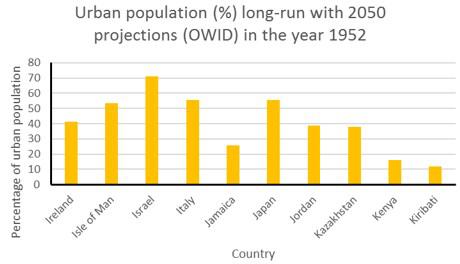 Urban population (%) long-run with 2050
projections (OWID) in the year 1952
Percentage of urban population
80
70
60
50
40
30
20
10
0
Ireland
Isle of Man
Israel
Italy
Jamaica
Japan
Jordan
Kazakhstan
Kenya
Kiribati
Country